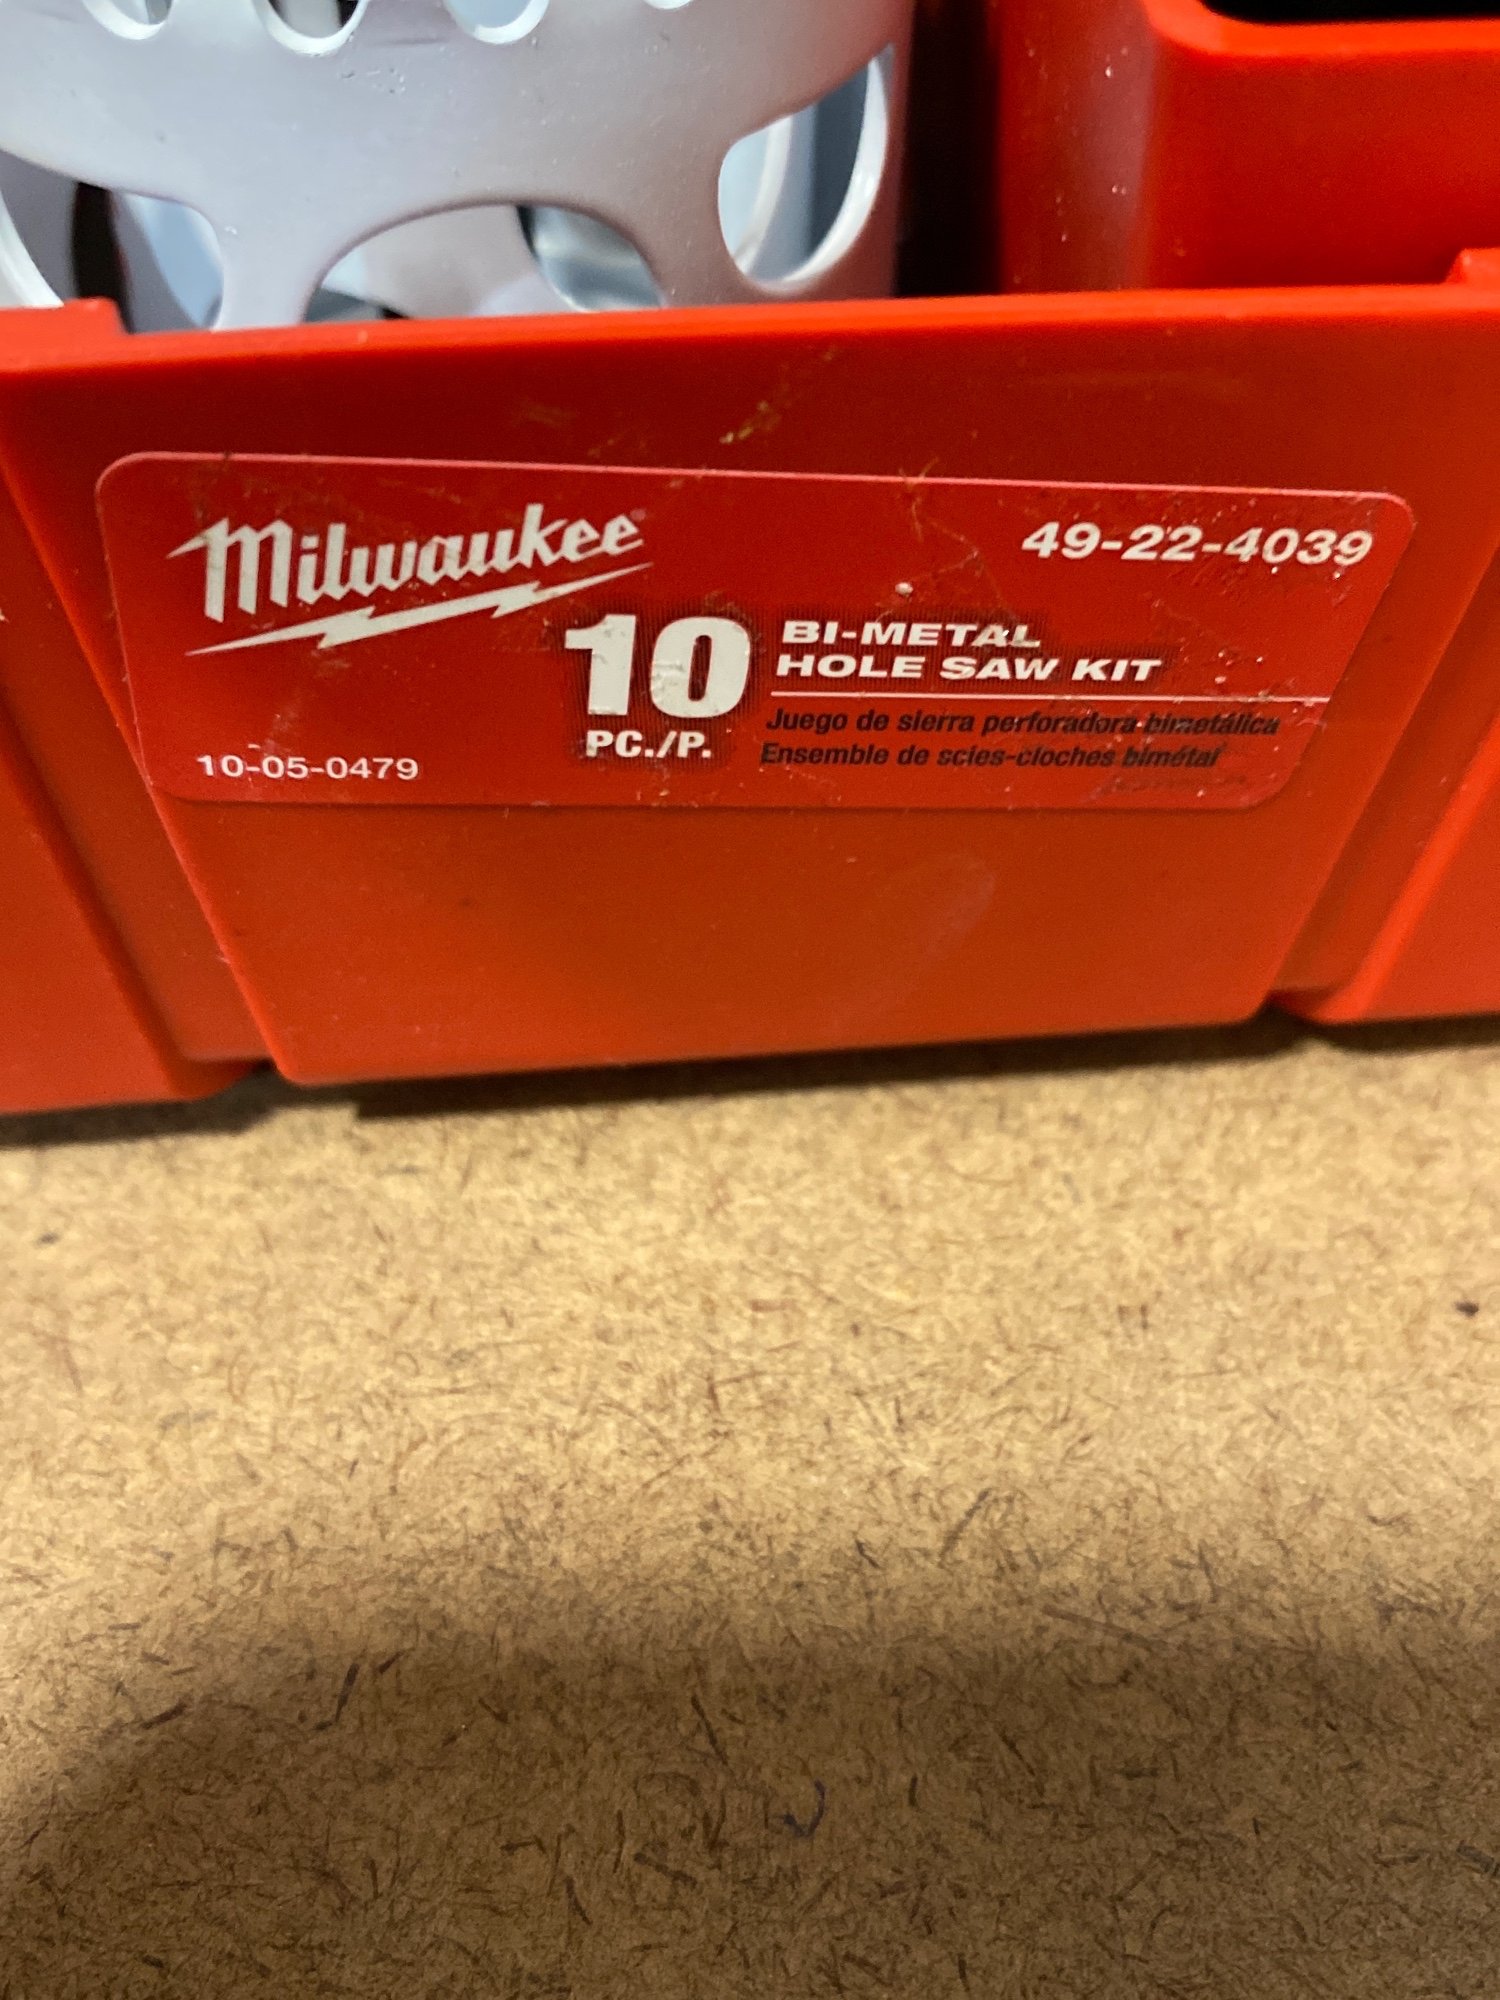 Milwaukee
49-22-4039
10 PC./P.
BI-METAL
HOLE SAW KIT
Juego de sierra perforadora bimetálica
Ensemble de scies-cloches bimétal
10-05-0479